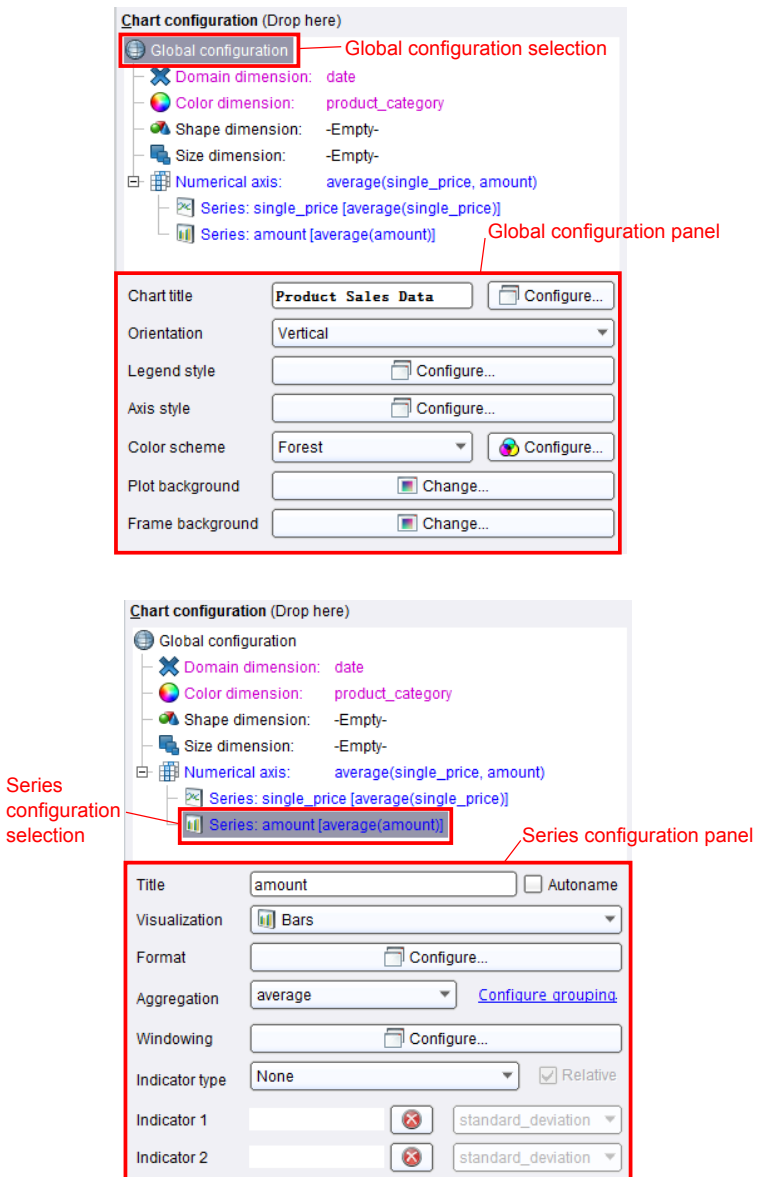 Chart configuration (Drop here)
Global configuration Global configuration selection
Domain dimension: date
Color dimension: product_category
Shape dimension: -Empty-
Size dimension: -Empty-
Numerical axis: average(single_price, amount)
Series: single_price [average(single_price)]
Series: amount [average(amount)]
Global configuration panel
Chart title Product Sales Data Configure...
Orientation Vertical
Legend style Configure...
Axis style Configure...
Color scheme Forest Configure...
Plot background Change...
Frame background Change...
Chart configuration (Drop here)
Global configuration
Domain dimension: date
Color dimension: product_category
Shape dimension: -Empty-
Size dimension: -Empty-
Numerical axis: average(single_price, amount)
Series: single_price [average(single_price)]
Series: amount [average(amount)]
Series
configuration
selection
Series configuration panel
Title amount Autoname
Visualization Bars
Format Configure...
Aggregation average Configure grouping.
Windowing Configure...
Indicator type None Relative
Indicator 1 standard_deviation
Indicator 2 standard_deviation